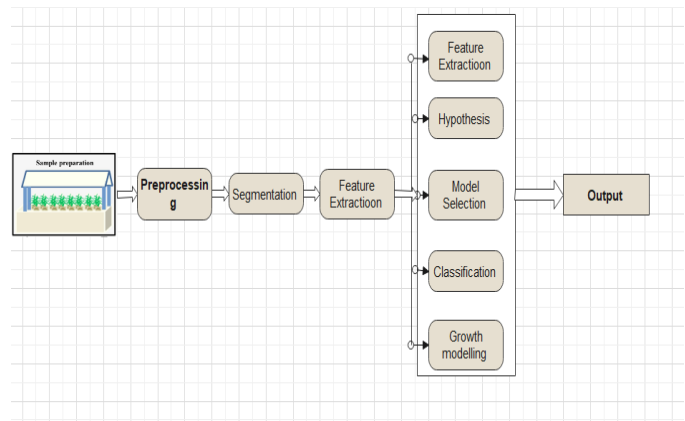 Sample preparation
Preprocessin
g
Segmentation
Feature
Extractioon
Feature
Extractioon
Hypothesis
Model
Selection
Classification
Growth
modelling
Output